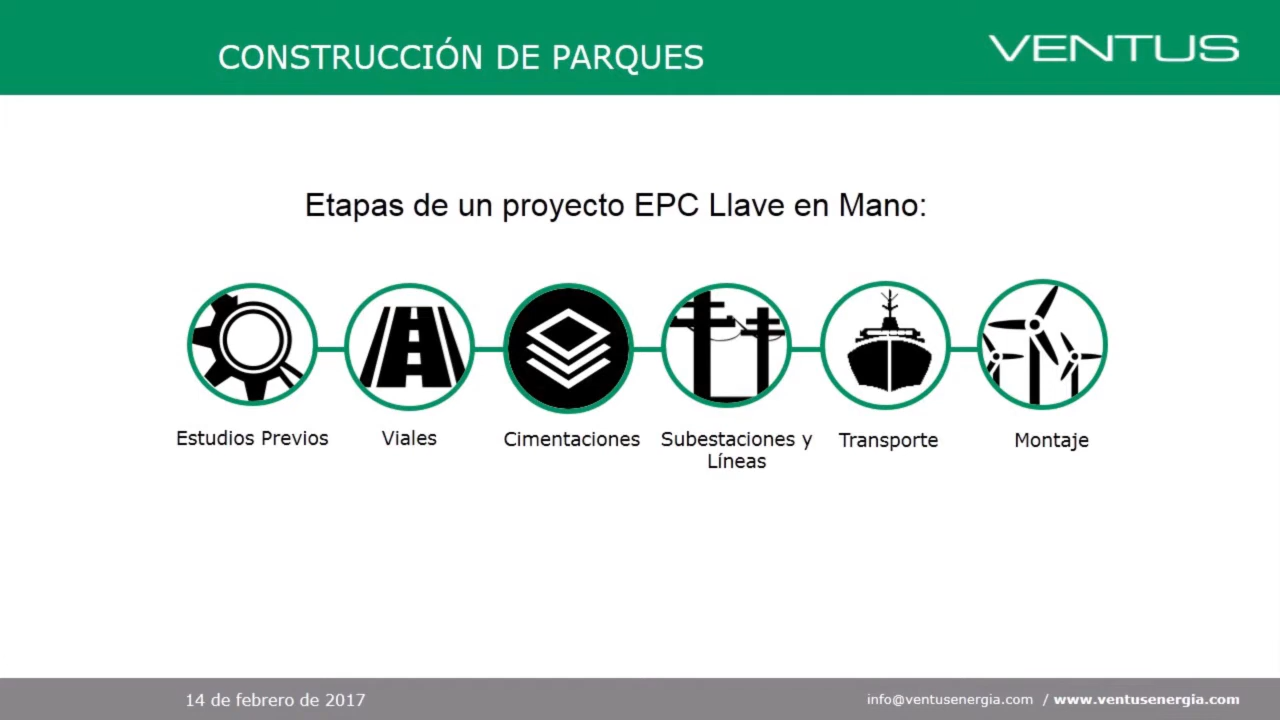 CONSTRUCCIÓN DE PARQUES
VENTUS
Etapas de un proyecto EPC Llave en Mano:
Estudios Previos
Viales
Cimentaciones
Subestaciones y
Líneas
Transporte
Montaje
14 de febrero de 2017
info@ventusenergia.com / www.ventusenergia.com